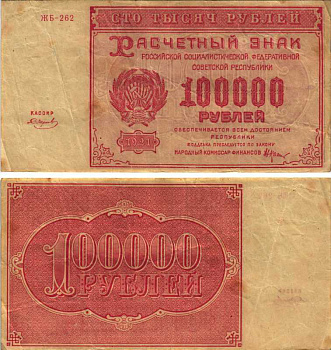 ЖБ-262
СТО ТЫСЯЧ РУБЛЕЙ
РАСЧЕТНЫЙ ЗНАК
РОССИЙСКОЙ СОЦИАЛИСТИЧЕСКОЙ ФЕДЕРАТИВНОЙ
СОВЕТСКОЙ РЕСПУБЛИКИ
100000
РУБЛЕЙ
КАССИР
ОБЕСПЕЧИВАЕТСЯ ВСЕМ ДОСТОЯНИЕМ
РЕСПУБЛИКИ
ПОДДЕЛКА ПРЕСЛЕДУЕТСЯ ПО ЗАКОНУ
НАРОДНЫЙ КОМИССАР ФИНАНСОВ
100000
РУБЛЕЙ